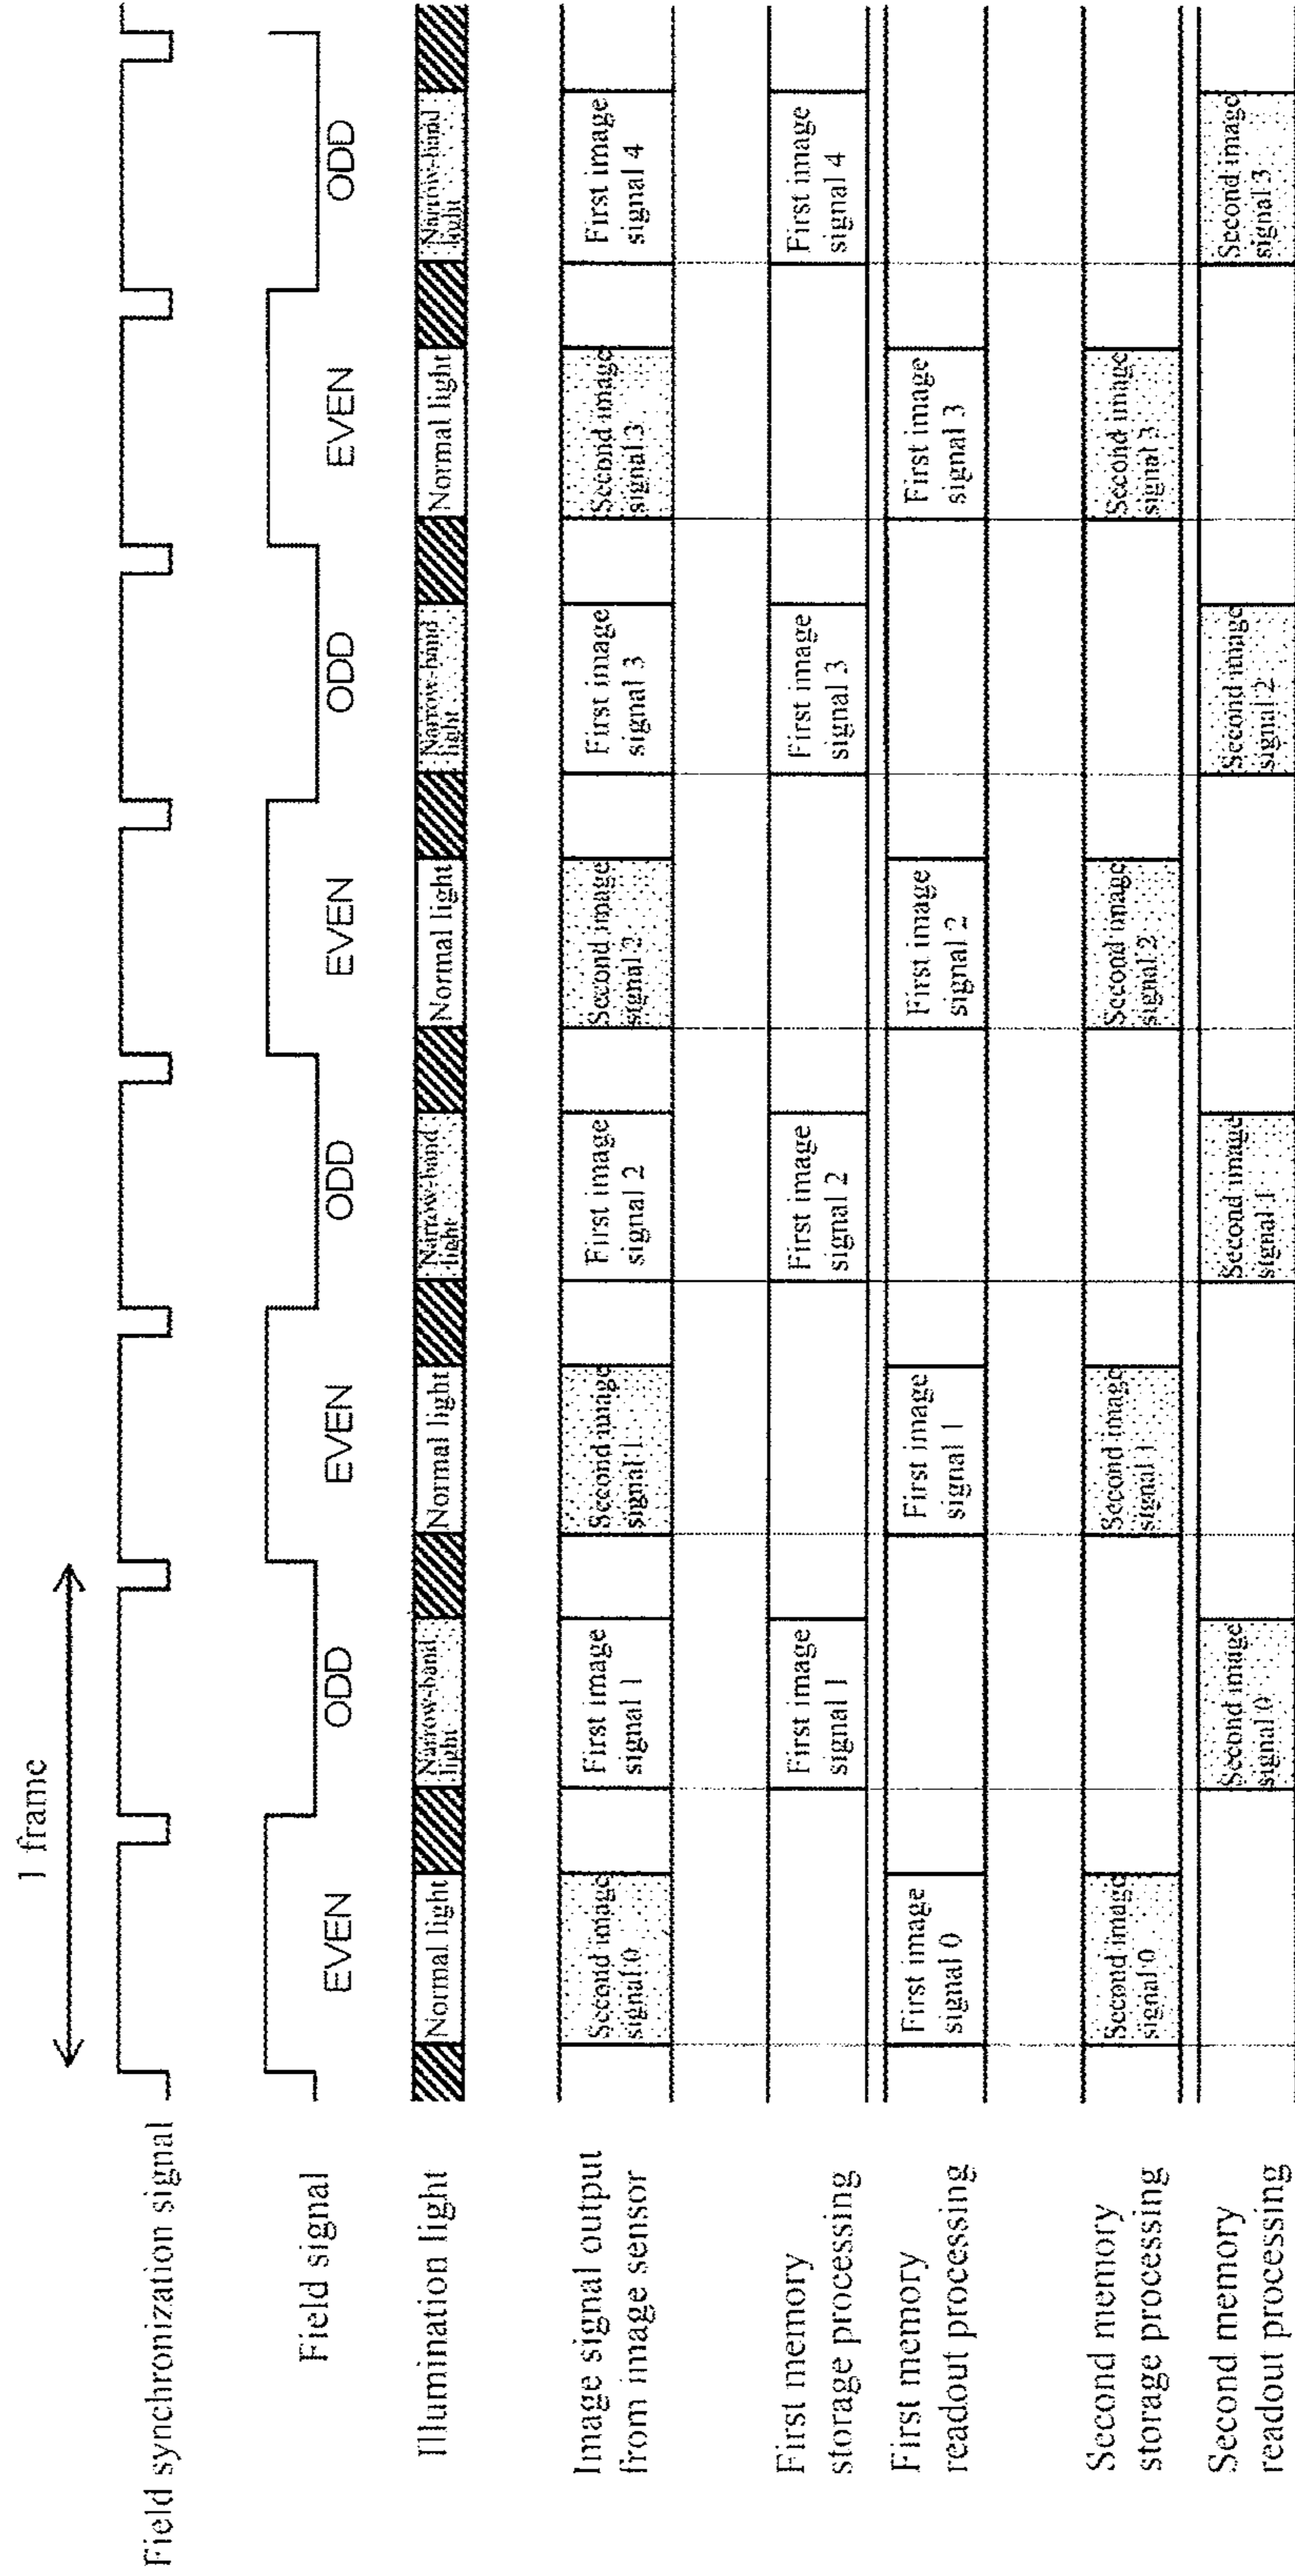 1 frame
Field synchronization signal
Field signal
EVEN
ODD
EVEN
ODD
EVEN
ODD
EVEN
ODD
Illumination light
Normal light
Narrow-band
light
Normal light
Narrow-band
light
Normal light
Narrow-band
light
Normal light
Narrow-band
light
Image signal output
from image sensor
Second image
signal 0
First image
signal 1
Second image
signal 1
First image
signal 2
Second image
signal 2
First image
signal 3
Second image
signal 3
First image
signal 4
First memory
storage processing
First image
signal 1
First image
signal 2
First image
signal 3
First image
signal 4
First memory
readout processing
First image
signal 0
First image
signal 1
First image
signal 2
First image
signal 3
Second memory
storage processing
Second image
signal 0
Second image
signal 1
Second image
signal 2
Second image
signal 3
Second memory
readout processing
Second image
signal 0
Second image
signal 1
Second image
signal 2
Second image
signal 3